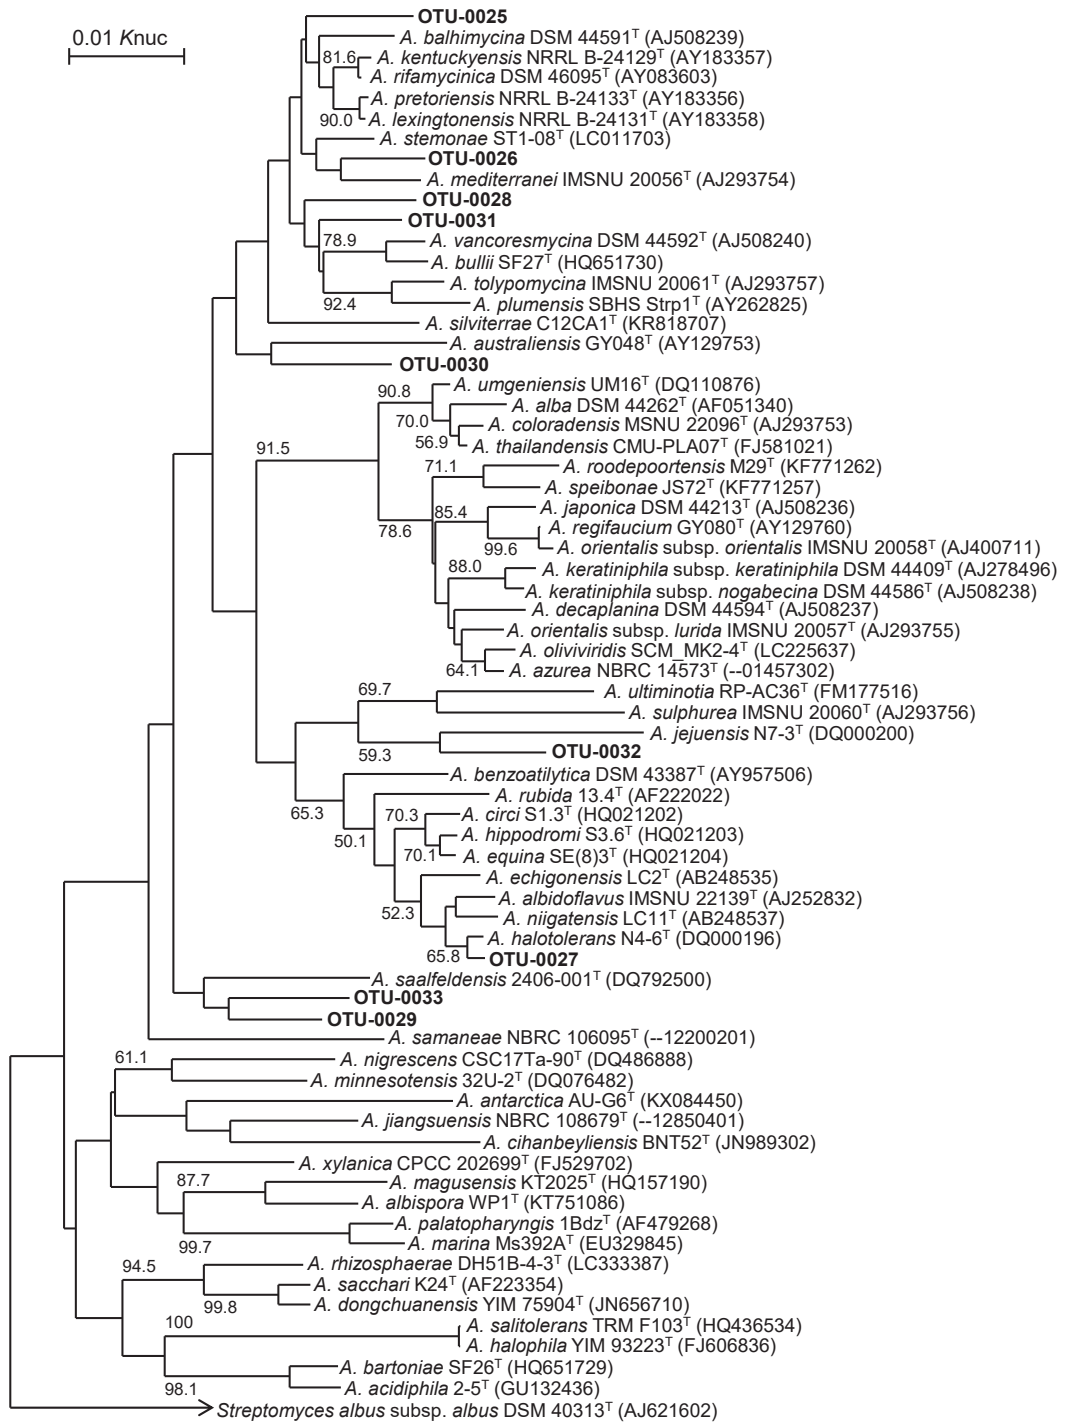 OTU-0025
0.01 Knuc
A. balhimycina DSM 44591ᵀ (AJ508239)
81.6
A. kentuckyensis NRRL B-24129ᵀ (AY183357)
A. rifamycinica DSM 46095ᵀ (AY083603)
A. pretoriensis NRRL B-24133ᵀ (AY183356)
90.0
A. lexingtonensis NRRL B-24131ᵀ (AY183358)
A. stemonae ST1-08ᵀ (LC011703)
OTU-0026
A. mediterranei IMSNU 20056ᵀ (AJ293754)
OTU-0028
OTU-0031
78.9
A. vancoresmycina DSM 44592ᵀ (AJ508240)
A. bullii SF27ᵀ (HQ651730)
A. tolypomycina IMSNU 20061ᵀ (AJ293757)
92.4
A. plumensis SBHS Strp1ᵀ (AY262825)
A. silviterrae C12CA1ᵀ (KR818707)
A. australiensis GY048ᵀ (AY129753)
OTU-0030
A. umgeniensis UM16ᵀ (DQ110876)
90.8
A. alba DSM 44262ᵀ (AF051340)
70.0
A. coloradensis MSNU 22096ᵀ (AJ293753)
56.9
A. thailandensis CMU-PLA07ᵀ (FJ581021)
91.5
71.1
A. roodepoortensis M29ᵀ (KF771262)
A. speibonae JS72ᵀ (KF771257)
A. japonica DSM 44213ᵀ (AJ508236)
85.4
A. regifaucium GY080ᵀ (AY129760)
78.6
99.6
A. orientalis subsp. orientalis IMSNU 20058ᵀ (AJ400711)
88.0
A. keratiniphila subsp. keratiniphila DSM 44409ᵀ (AJ278496)
A. keratiniphila subsp. nogabecina DSM 44586ᵀ (AJ508238)
A. decaplanina DSM 44594ᵀ (AJ508237)
A. orientalis subsp. lurida IMSNU 20057ᵀ (AJ293755)
A. oliviviridis SCM_MK2-4ᵀ (LC225637)
64.1
A. azurea NBRC 14573ᵀ (--01457302)
69.7
A. ultiminotia RP-AC36ᵀ (FM177516)
A. sulphurea IMSNU 20060ᵀ (AJ293756)
A. jejuensis N7-3ᵀ (DQ000200)
59.3
OTU-0032
A. benzoatilytica DSM 43387ᵀ (AY957506)
A. rubida 13.4ᵀ (AF222022)
65.3
70.3
A. circi S1.3ᵀ (HQ021202)
50.1
A. hippodromi S3.6ᵀ (HQ021203)
70.1
A. equina SE(8)3ᵀ (HQ021204)
A. echigonensis LC2ᵀ (AB248535)
A. albidoflavus IMSNU 22139ᵀ (AJ252832)
52.3
A. niigatensis LC11ᵀ (AB248537)
A. halotolerans N4-6ᵀ (DQ000196)
65.8
OTU-0027
A. saalfeldensis 2406-001ᵀ (DQ792500)
OTU-0033
OTU-0029
A. samaneae NBRC 106095ᵀ (--12200201)
61.1
A. nigrescens CSC17Ta-90ᵀ (DQ486888)
A. minnesotensis 32U-2ᵀ (DQ076482)
A. antarctica AU-G6ᵀ (KX084450)
A. jiangsuensis NBRC 108679ᵀ (--12850401)
A. cihanbeyliensis BNT52ᵀ (JN989302)
A. xylanica CPCC 202699ᵀ (FJ529702)
87.7
A. magusensis KT2025ᵀ (HQ157190)
A. albispora WP1ᵀ (KT751086)
A. palatopharyngis 1Bdzᵀ (AF479268)
99.7
A. marina Ms392Aᵀ (EU329845)
94.5
A. rhizosphaerae DH51B-4-3ᵀ (LC333387)
A. sacchari K24ᵀ (AF223354)
99.8
A. dongchuanensis YIM 75904ᵀ (JN656710)
100
A. salitolerans TRM F103ᵀ (HQ436534)
A. halophila YIM 93223ᵀ (FJ606836)
A. bartoniae SF26ᵀ (HQ651729)
98.1
A. acidiphila 2-5ᵀ (GU132436)
Streptomyces albus subsp. albus DSM 40313ᵀ (AJ621602)